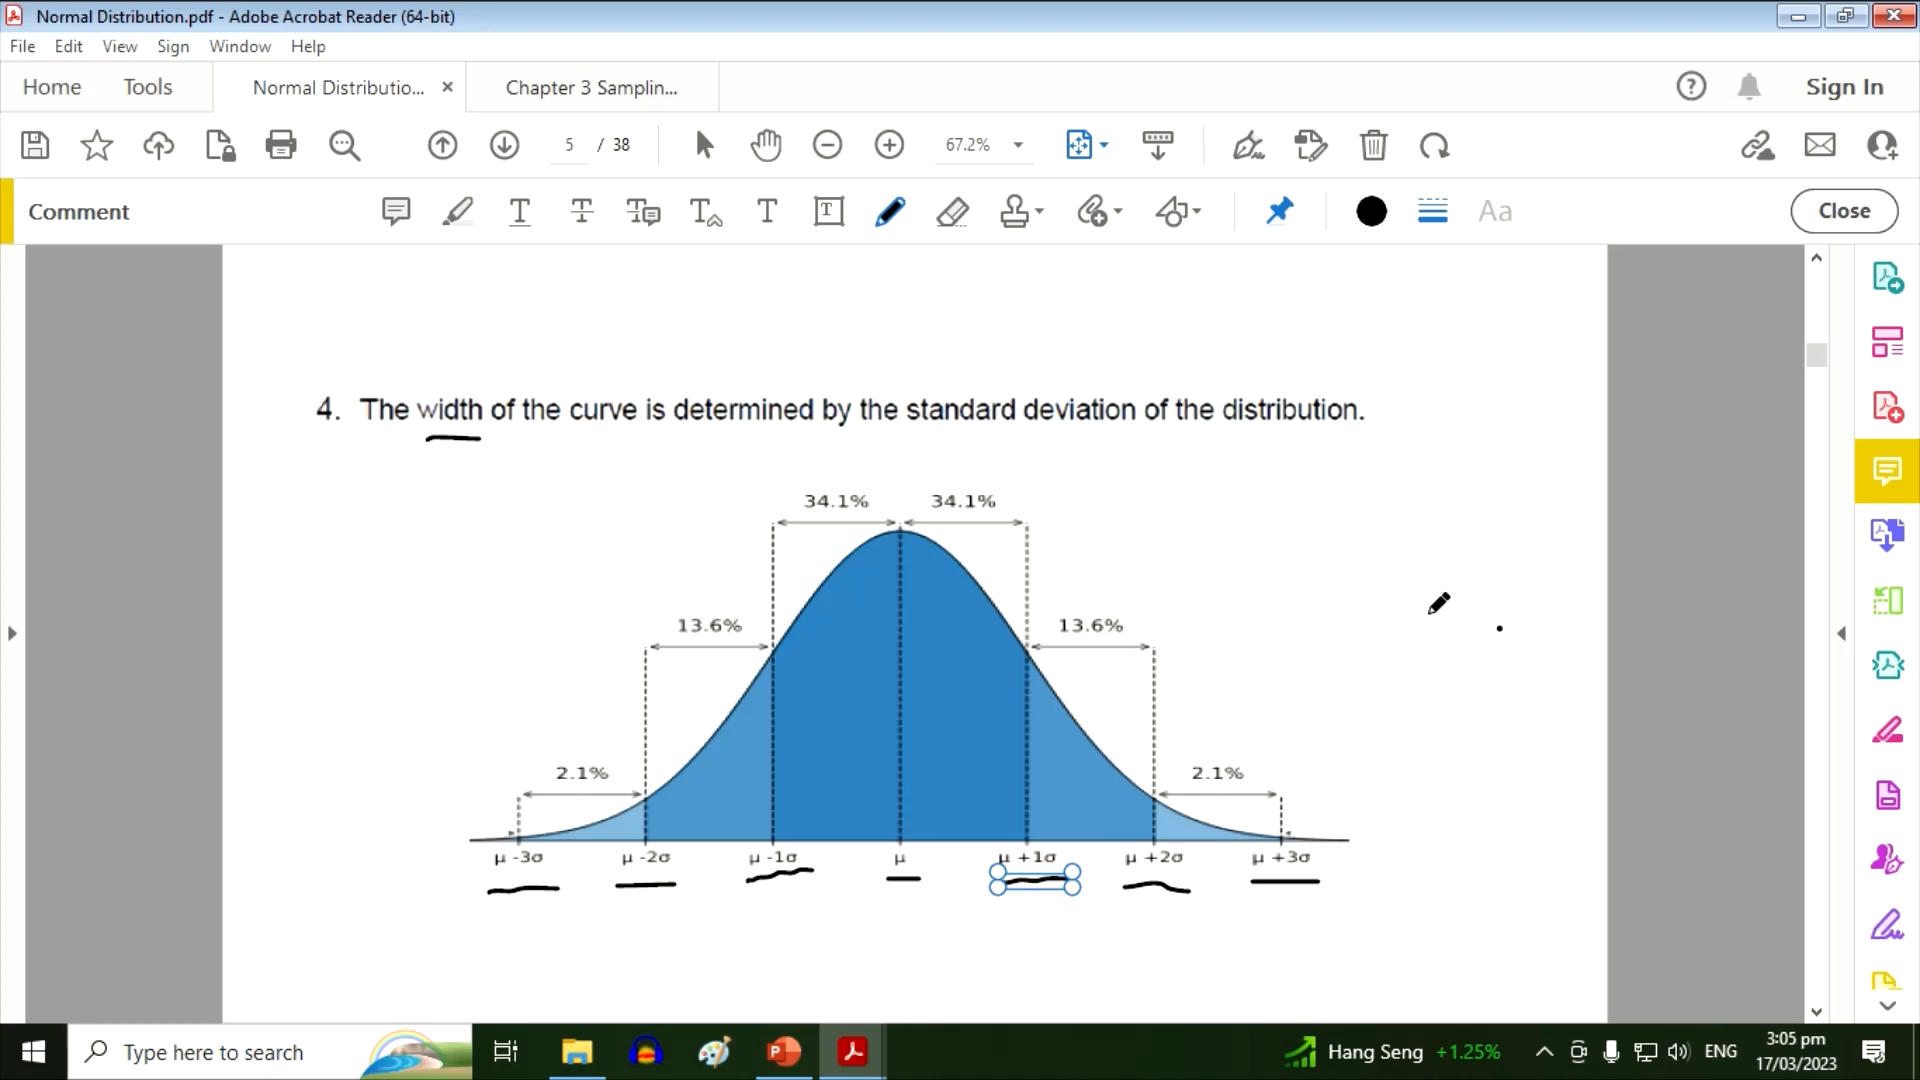 Normal Distribution.pdf - Adobe Acrobat Reader (64-bit)
File Edit View Sign Window Help
Home Tools Normal Distributio... × Chapter 3 Samplin... Sign In
5 / 38 67.2%
Comment Aa Close
4. The width of the curve is determined by the standard deviation of the distribution.
34.1% 34.1%
13.6% 13.6%
2.1% 2.1%
μ -3σ μ -2σ μ -1σ μ μ +1σ μ +2σ μ +3σ
Type here to search Hang Seng +1.25% ENG 3:05 pm
17/03/2023